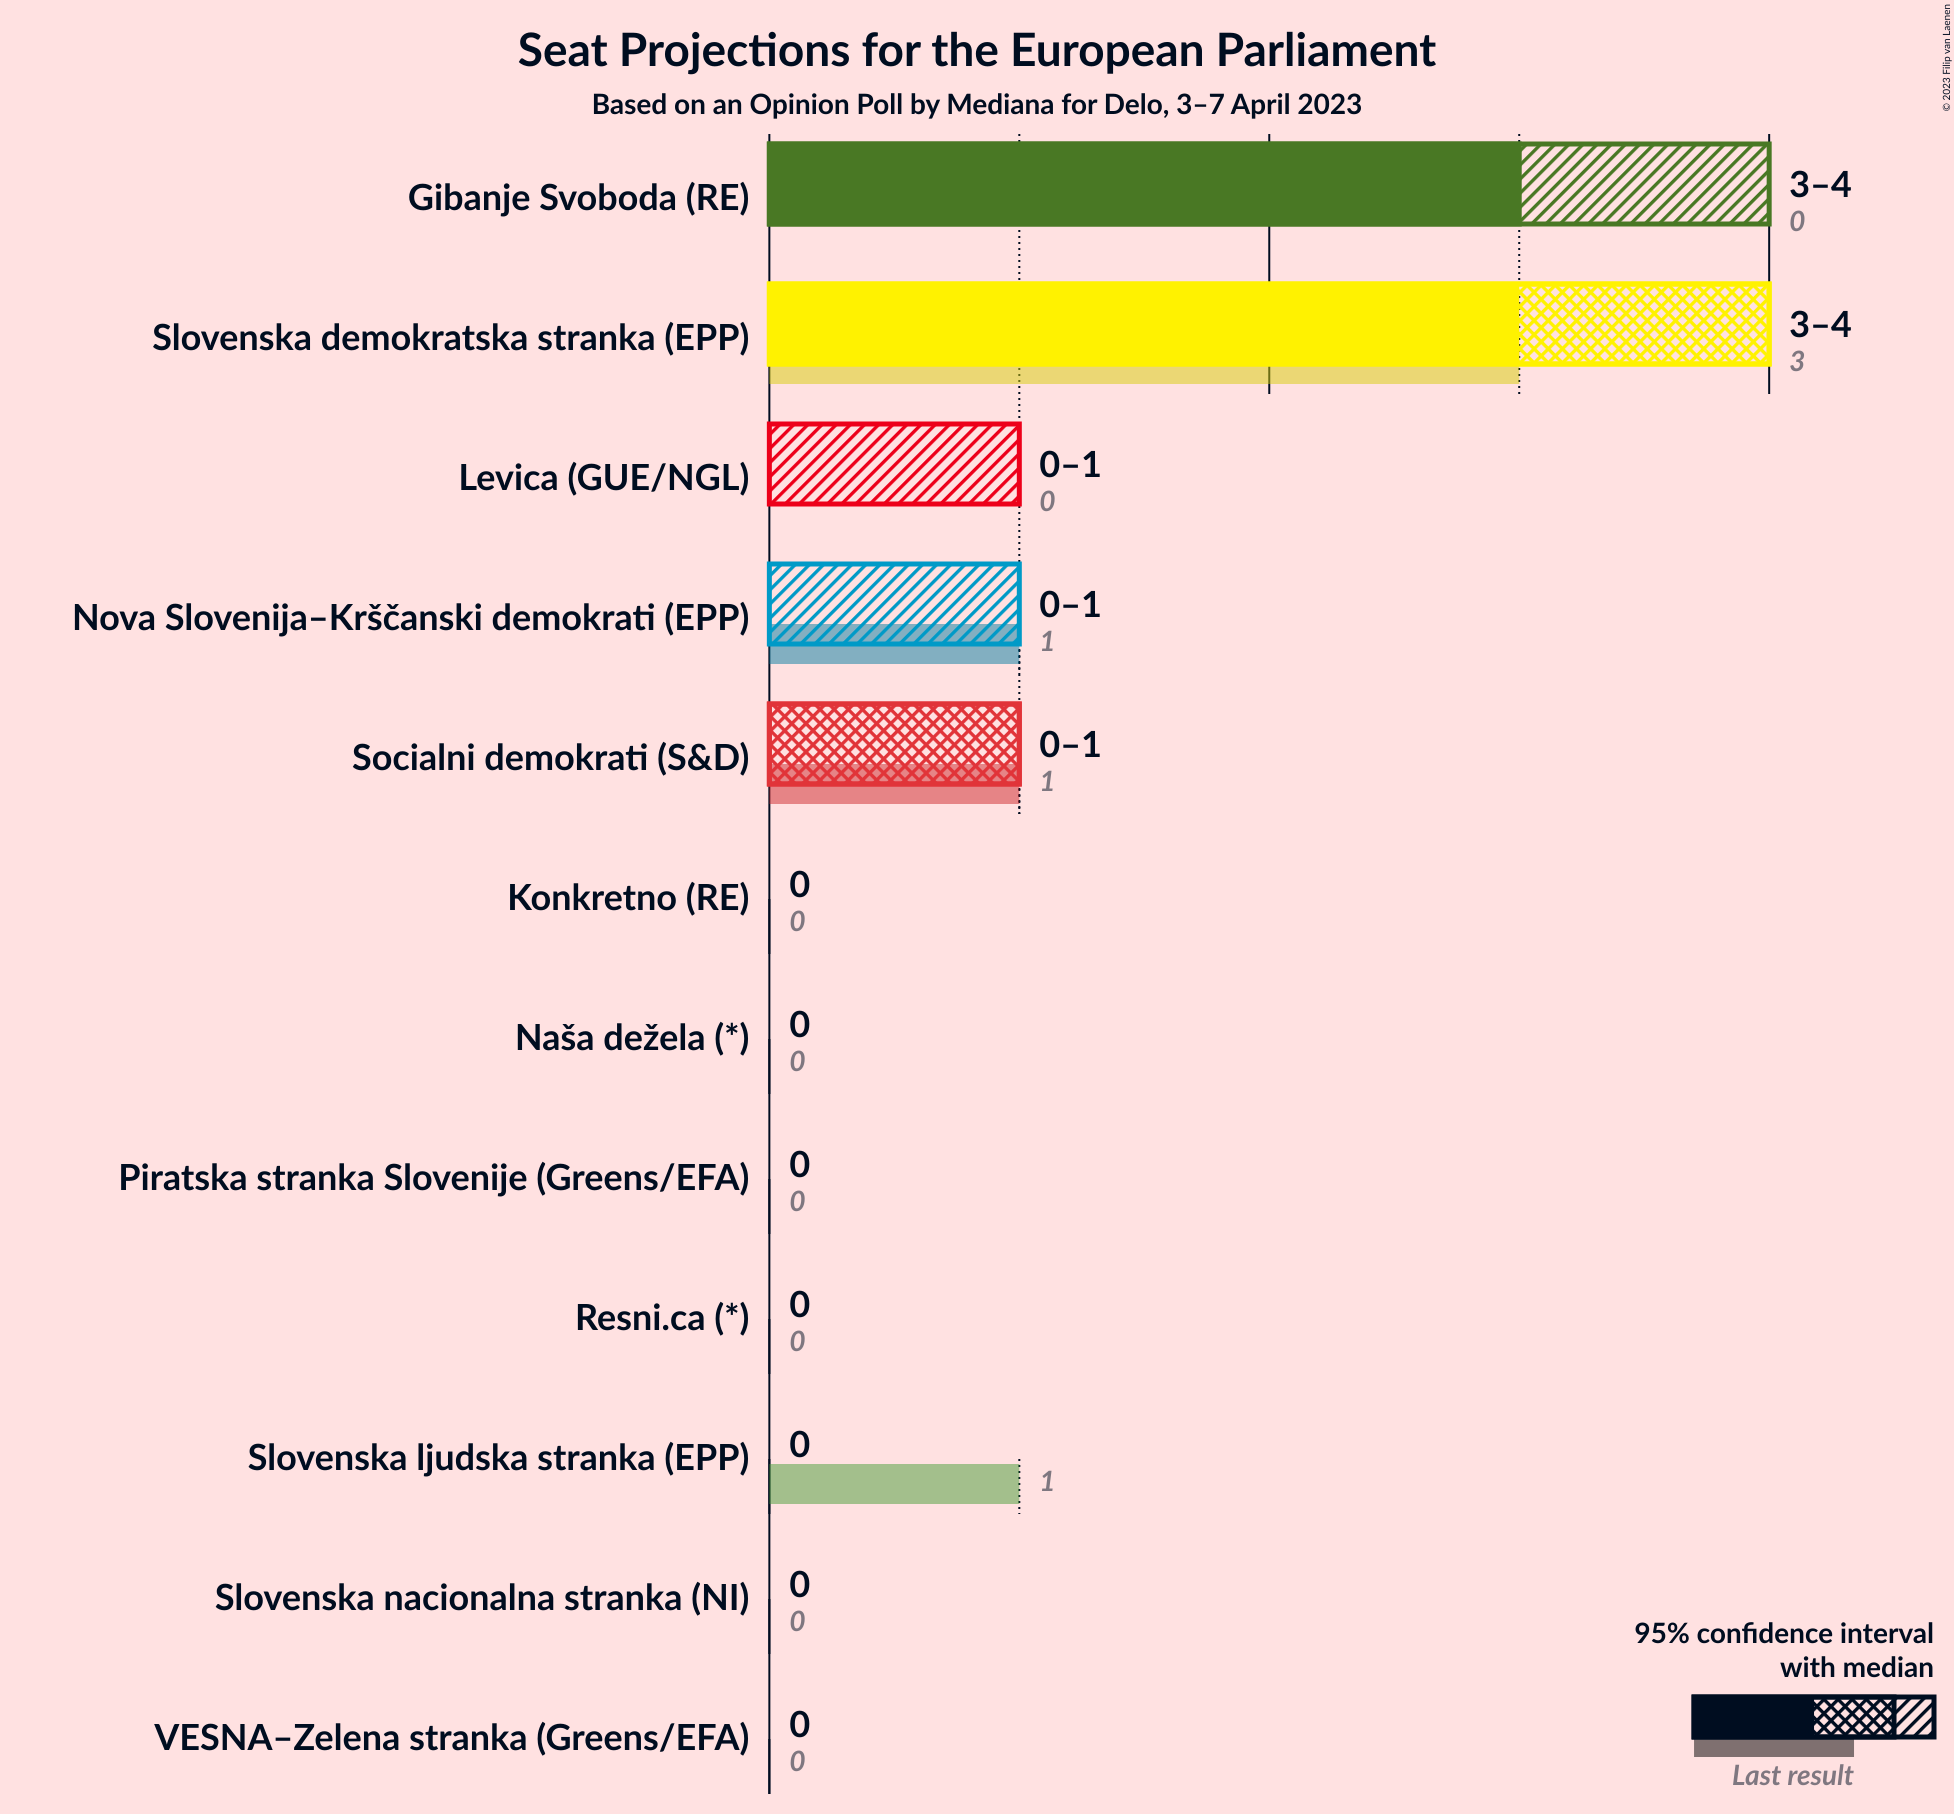 Seat Projections for the European Parliament
Based on an Opinion Poll by Mediana for Delo, 3–7 April 2023
© 2023 Filip van Laenen
Gibanje Svoboda (RE)
3–4
0
Slovenska demokratska stranka (EPP)
3–4
3
Levica (GUE/NGL)
0–1
0
Nova Slovenija–Krščanski demokrati (EPP)
0–1
1
Socialni demokrati (S&D)
0–1
1
Konkretno (RE)
0
0
Naša dežela (*)
0
0
Piratska stranka Slovenije (Greens/EFA)
0
0
Resni.ca (*)
0
0
Slovenska ljudska stranka (EPP)
0
1
Slovenska nacionalna stranka (NI)
0
0
VESNA–Zelena stranka (Greens/EFA)
0
0
95% confidence interval
with median
Last result